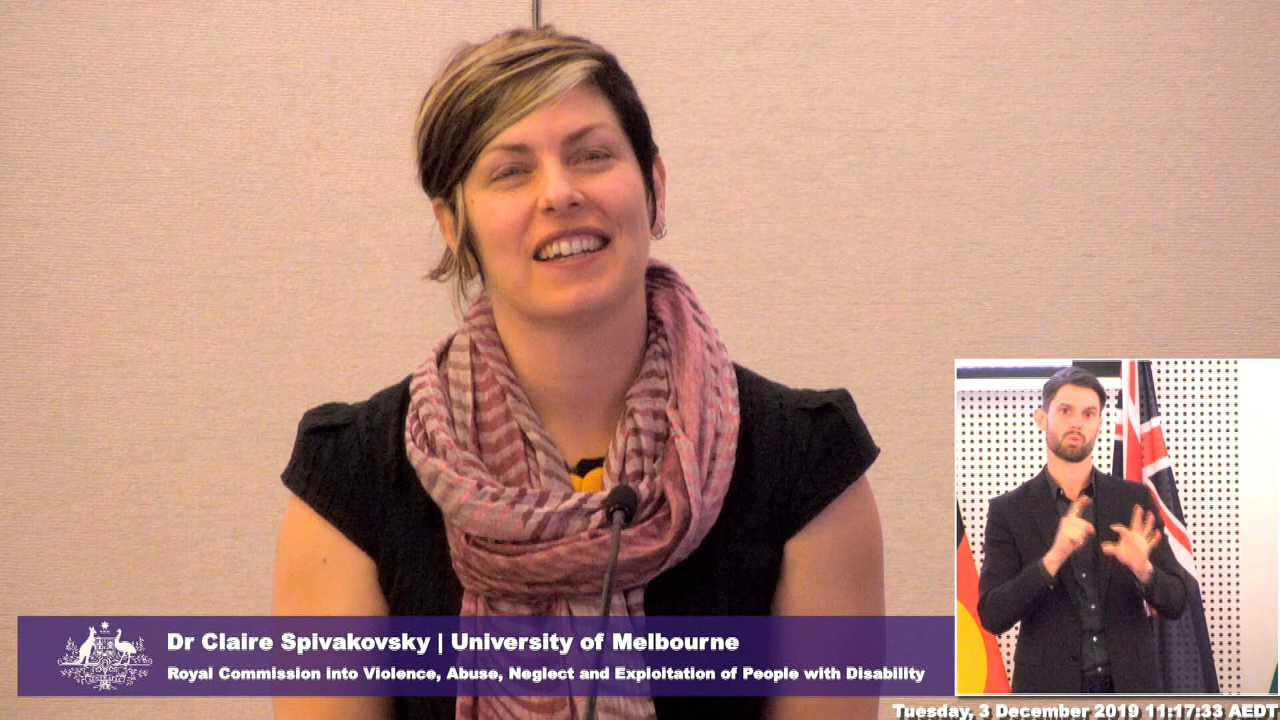 Dr Claire Spivakovsky | University of Melbourne
Royal Commission into Violence, Abuse, Neglect and Exploitation of People with Disability
Tuesday, 3 December 2019 11:17:33 AEDT